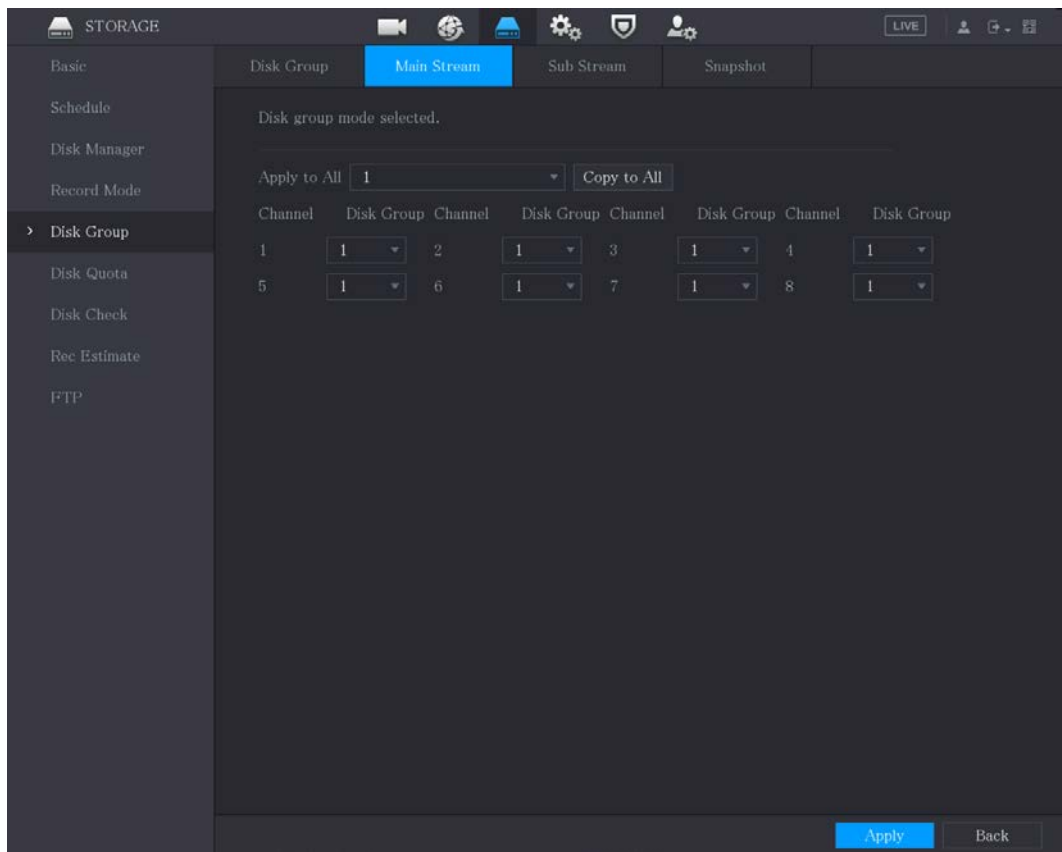 STORAGE
LIVE
Basic
Schedule
Disk Manager
Record Mode
Disk Group
Disk Quota
Disk Check
Rec Estimate
FTP
Disk Group Main Stream Sub Stream Snapshot
Disk group mode selected.
Apply to All 1 Copy to All
Channel Disk Group Channel Disk Group Channel Disk Group Channel Disk Group
1 1 2 1 3 1 4 1
5 1 6 1 7 1 8 1
Apply Back